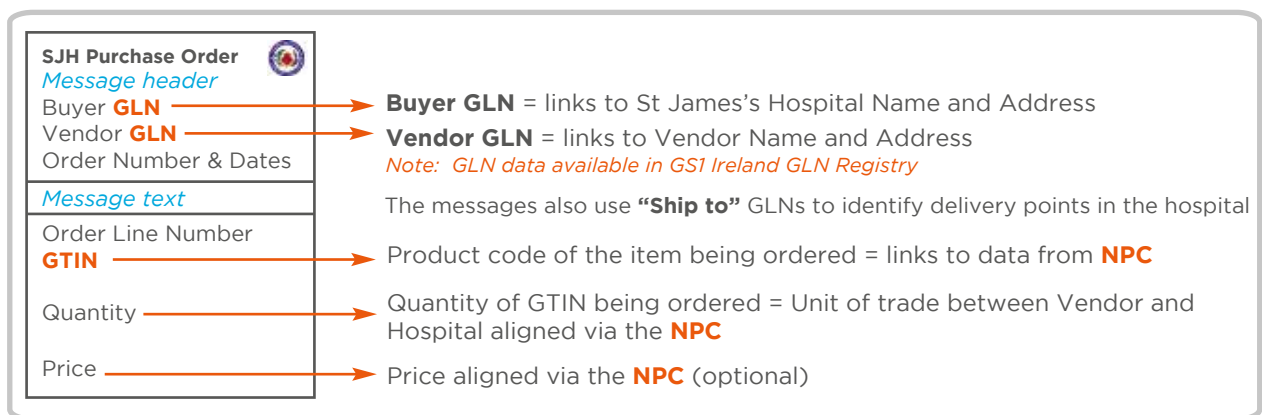 SJH Purchase Order
Message header
Buyer GLN
Vendor GLN
Order Number & Dates
Message text
Order Line Number
GTIN
Quantity
Price
Buyer GLN = links to St James’s Hospital Name and Address
Vendor GLN = links to Vendor Name and Address
Note: GLN data available in GS1 Ireland GLN Registry
The messages also use “Ship to” GLNs to identify delivery points in the hospital
Product code of the item being ordered = links to data from NPC
Quantity of GTIN being ordered = Unit of trade between Vendor and
Hospital aligned via the NPC
Price aligned via the NPC (optional)